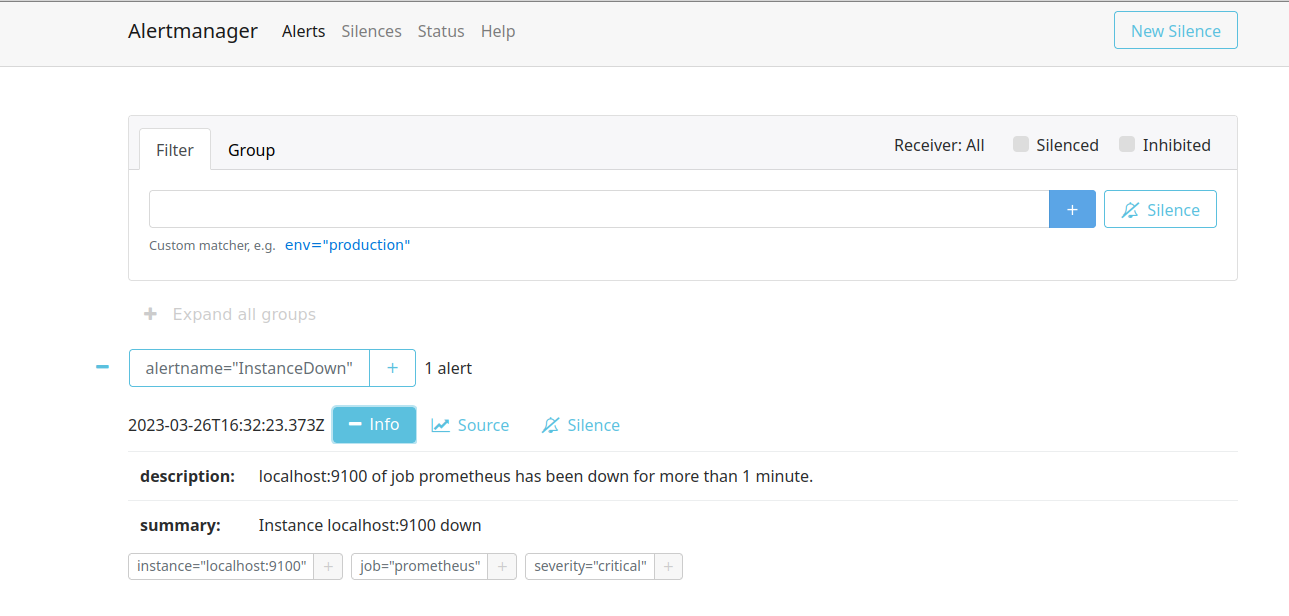 Alertmanager Alerts Silences Status Help New Silence
Filter Group Receiver: All Silenced Inhibited
+ Silence
Custom matcher, e.g. env="production"
+ Expand all groups
alertname="InstanceDown" + 1 alert
2023-03-26T16:32:23.373Z Info Source Silence
description: localhost:9100 of job prometheus has been down for more than 1 minute.
summary: Instance localhost:9100 down
instance="localhost:9100" + job="prometheus" + severity="critical" +